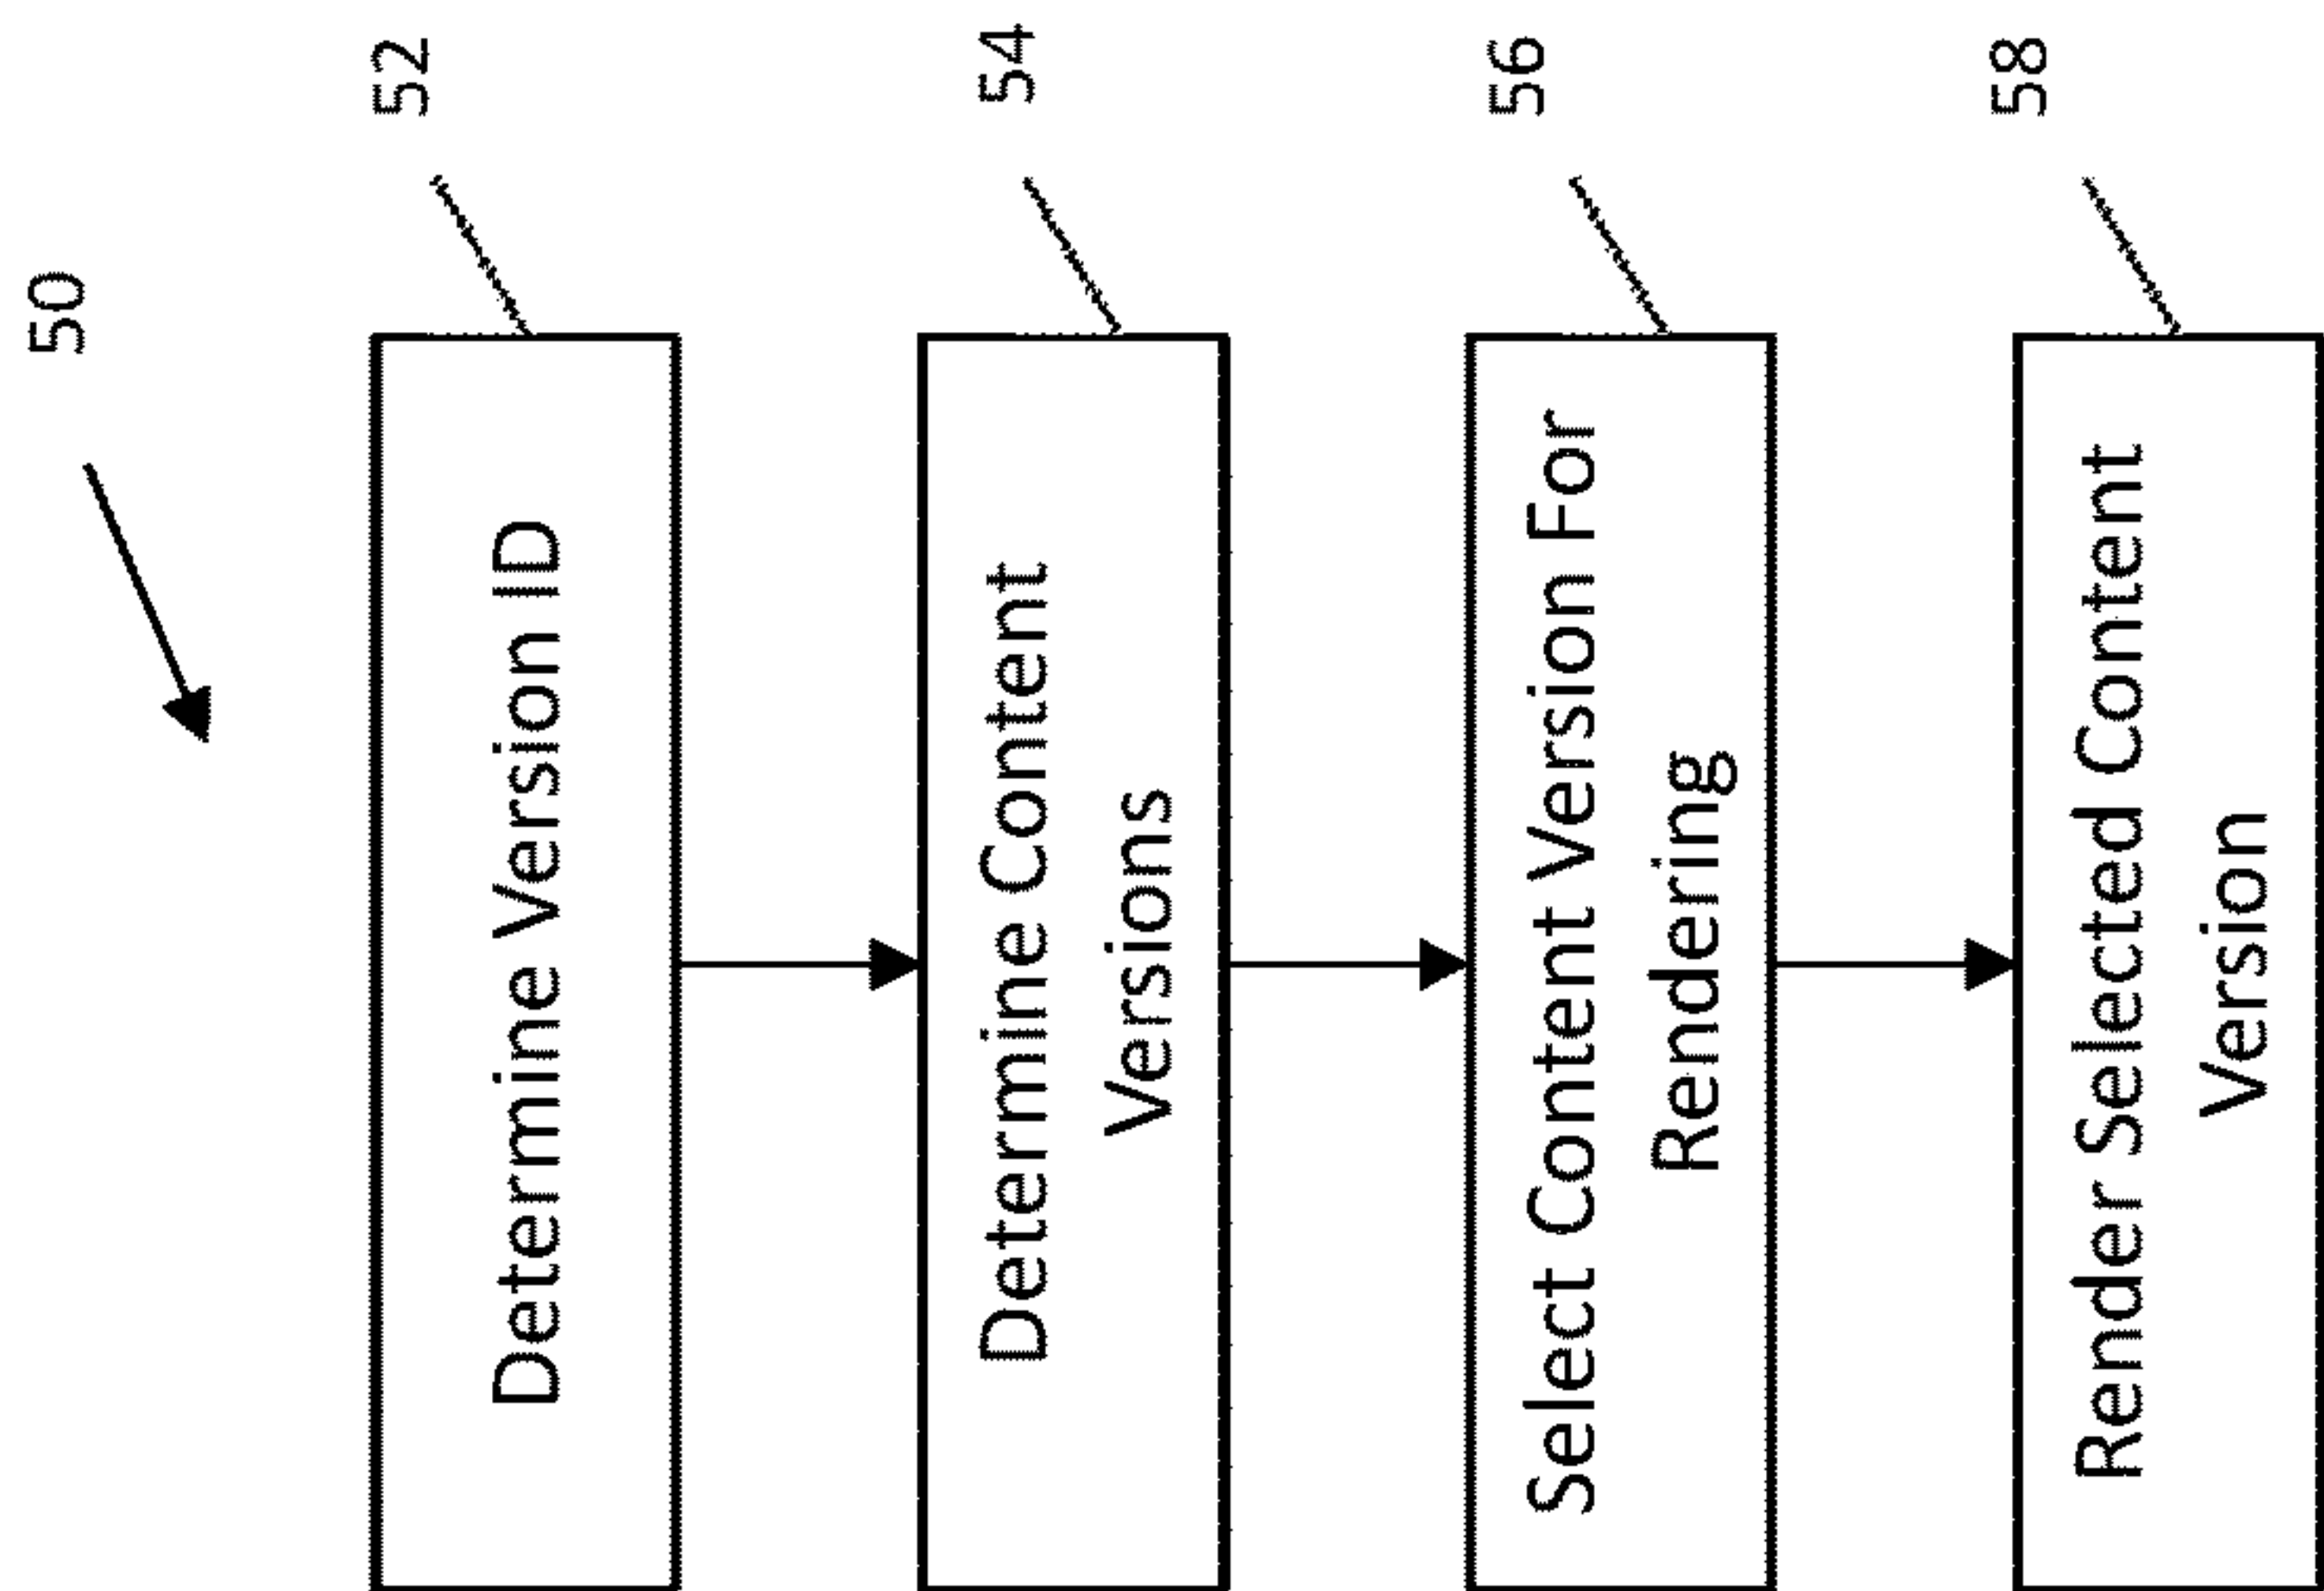 50
52
Determine Version ID
54
Determine Content
Versions
56
Select Content Version For
Rendering
58
Render Selected Content
Version